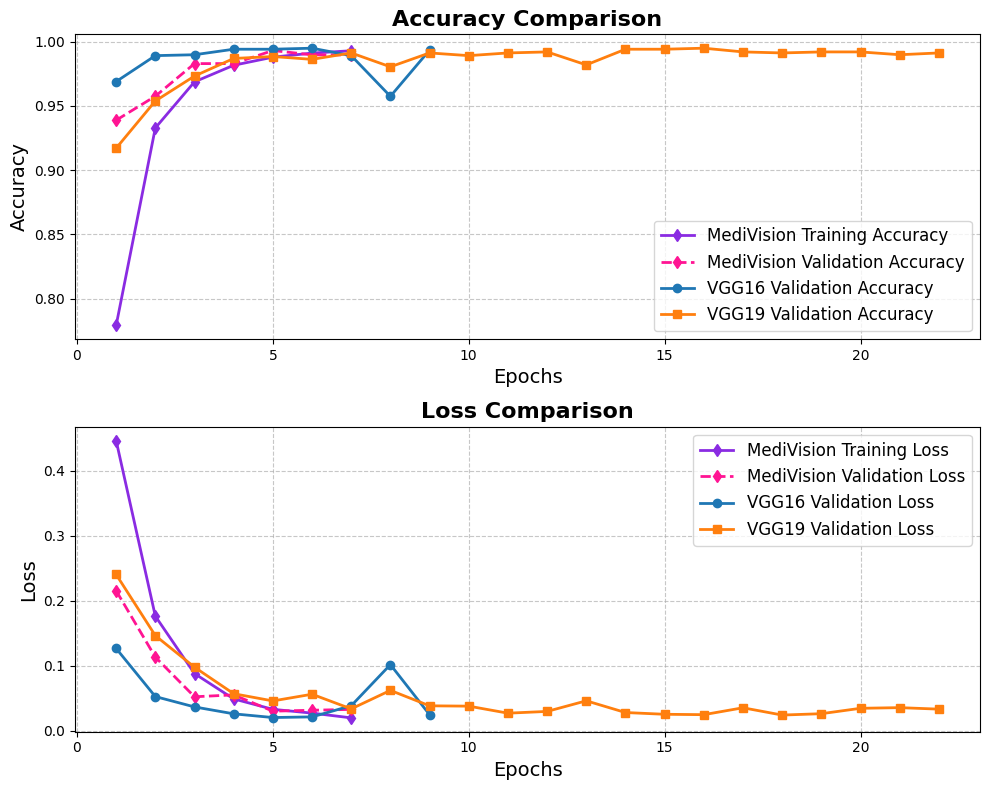 Accuracy Comparison
1.00
0.95
0.90
0.85
0.80
Accuracy
MediVision Training Accuracy
MediVision Validation Accuracy
VGG16 Validation Accuracy
VGG19 Validation Accuracy
0 5 10 15 20
Epochs
Loss Comparison
0.4
0.3
0.2
0.1
0.0
Loss
MediVision Training Loss
MediVision Validation Loss
VGG16 Validation Loss
VGG19 Validation Loss
0 5 10 15 20
Epochs